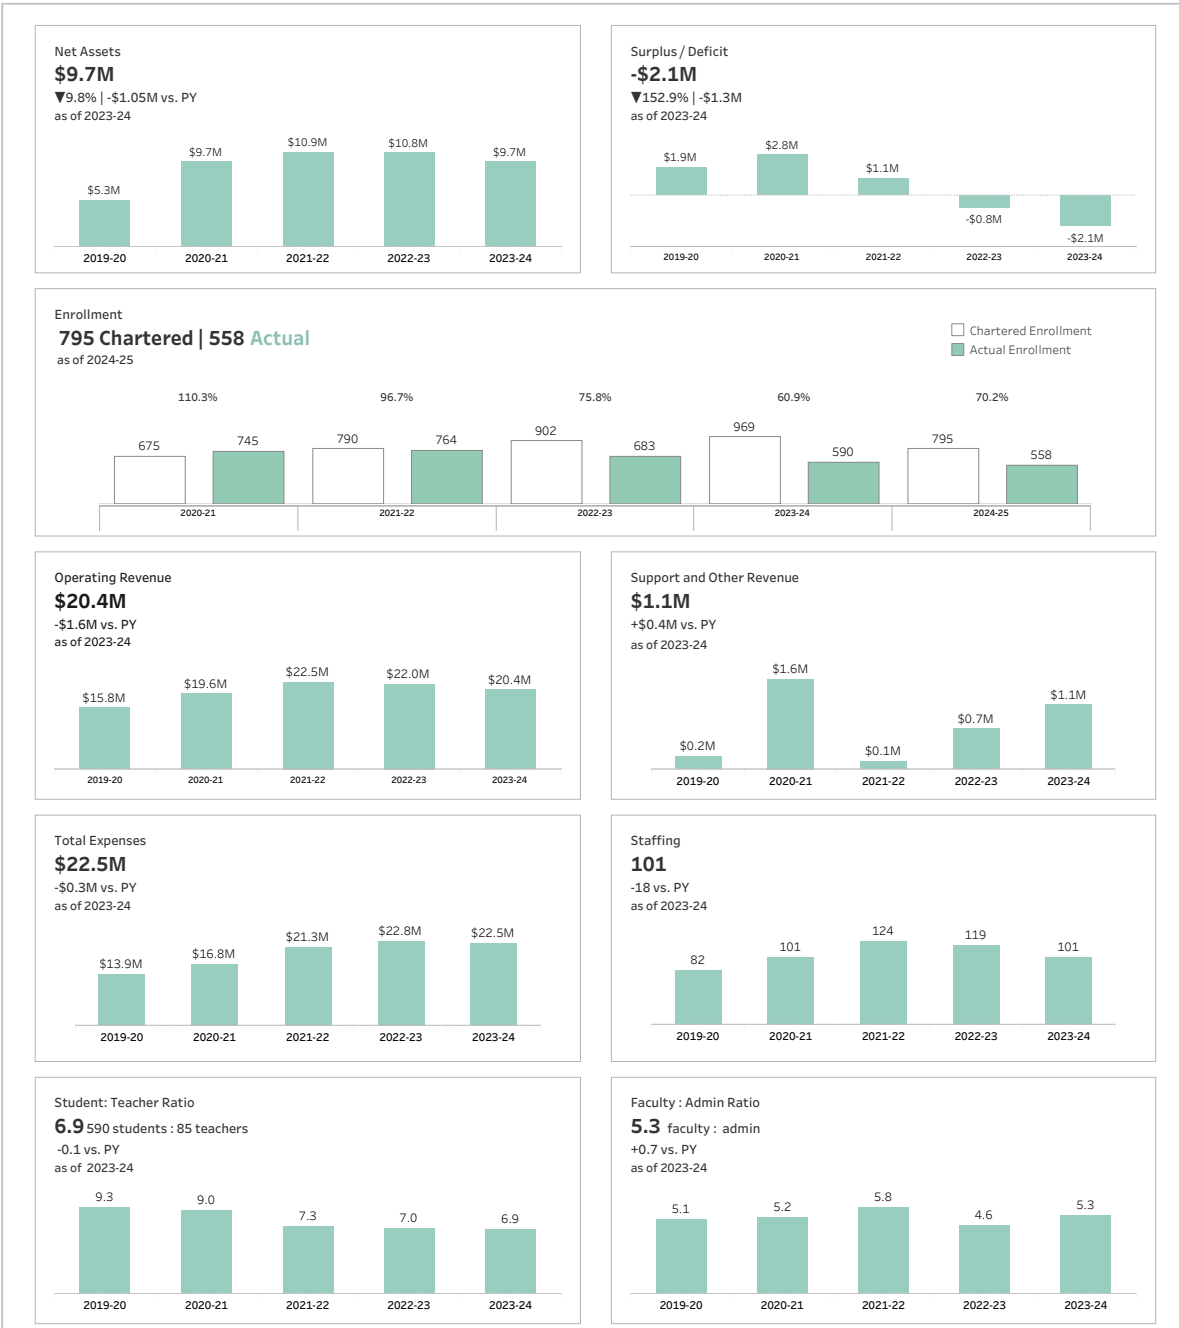 Net Assets
$9.7M
▼9.8% | -$1.05M vs. PY
as of 2023-24
$5.3M
$9.7M
$10.9M
$10.8M
$9.7M
2019-20
2020-21
2021-22
2022-23
2023-24
Surplus / Deficit
-$2.1M
▼152.9% | -$1.3M
as of 2023-24
$1.9M
$2.8M
$1.1M
-$0.8M
-$2.1M
2019-20
2020-21
2021-22
2022-23
2023-24
Enrollment
795 Chartered | 558 Actual
as of 2024-25
Chartered Enrollment
Actual Enrollment
110.3%
96.7%
75.8%
60.9%
70.2%
675
745
790
764
902
683
969
590
795
558
2020-21
2021-22
2022-23
2023-24
2024-25
Operating Revenue
$20.4M
-$1.6M vs. PY
as of 2023-24
$15.8M
$19.6M
$22.5M
$22.0M
$20.4M
2019-20
2020-21
2021-22
2022-23
2023-24
Support and Other Revenue
$1.1M
+$0.4M vs. PY
as of 2023-24
$0.2M
$1.6M
$0.1M
$0.7M
$1.1M
2019-20
2020-21
2021-22
2022-23
2023-24
Total Expenses
$22.5M
-$0.3M vs. PY
as of 2023-24
$13.9M
$16.8M
$21.3M
$22.8M
$22.5M
2019-20
2020-21
2021-22
2022-23
2023-24
Staffing
101
-18 vs. PY
as of 2023-24
82
101
124
119
101
2019-20
2020-21
2021-22
2022-23
2023-24
Student: Teacher Ratio
6.9 590 students : 85 teachers
-0.1 vs. PY
as of 2023-24
9.3
9.0
7.3
7.0
6.9
2019-20
2020-21
2021-22
2022-23
2023-24
Faculty : Admin Ratio
5.3 faculty : admin
+0.7 vs. PY
as of 2023-24
5.1
5.2
5.8
4.6
5.3
2019-20
2020-21
2021-22
2022-23
2023-24